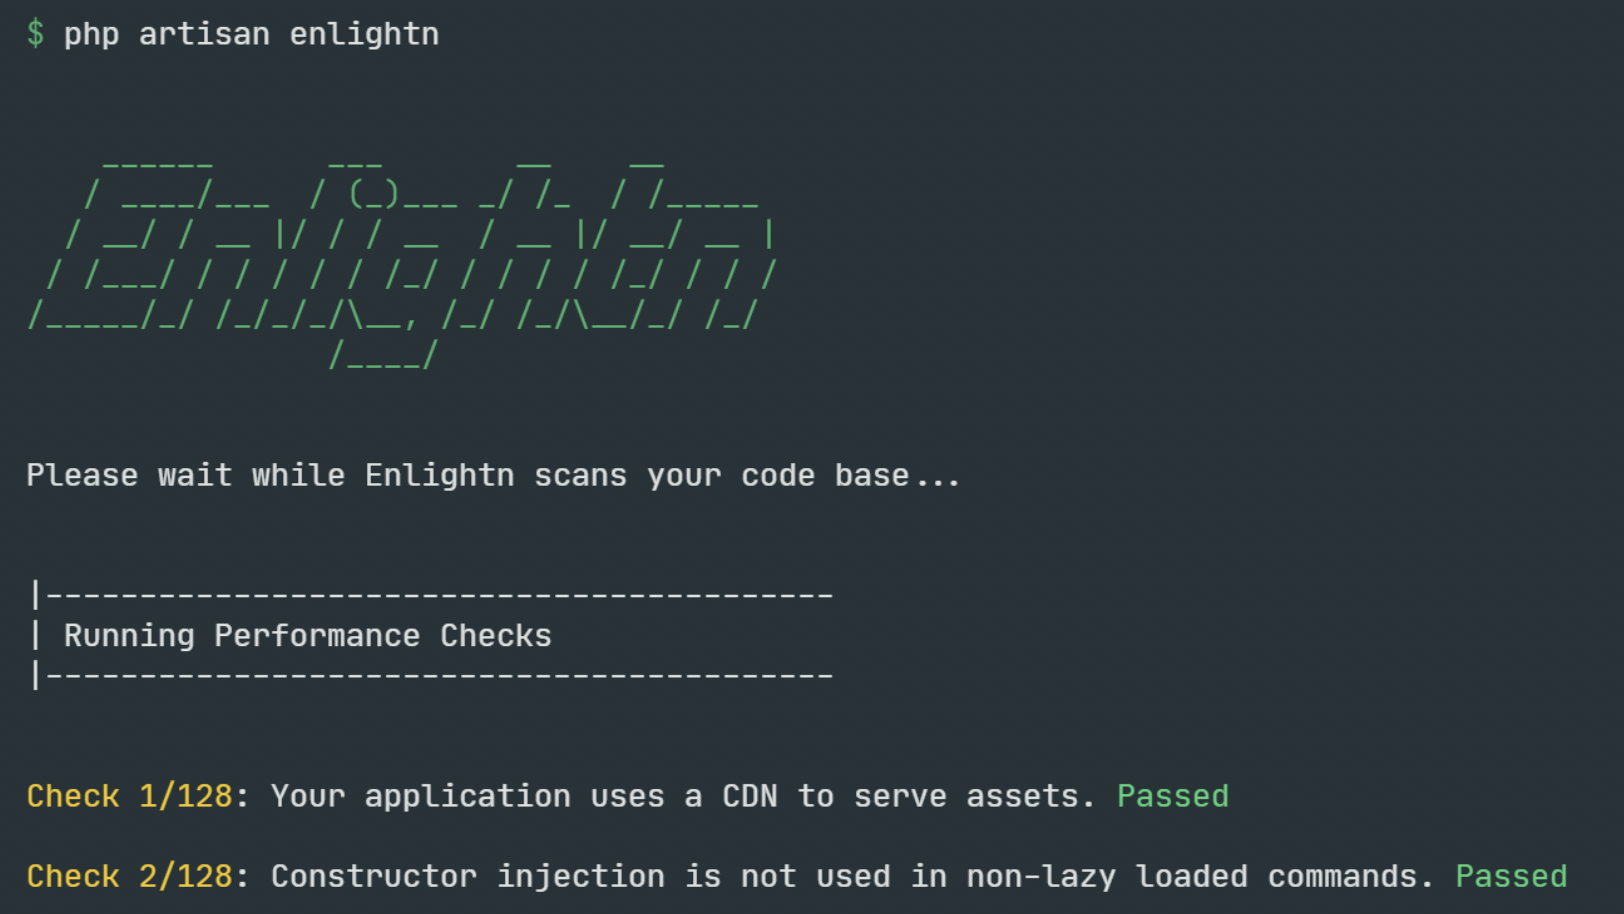 $ php artisan enlightn
Enlightn
Please wait while Enlightn scans your code base...
|------------------------------------------
| Running Performance Checks
|------------------------------------------
Check 1/128: Your application uses a CDN to serve assets. Passed
Check 2/128: Constructor injection is not used in non-lazy loaded commands. Passed